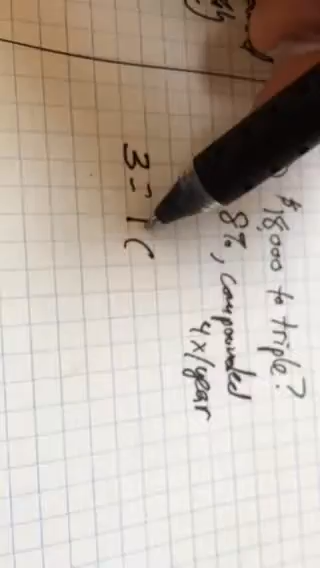 $18,000 to triple?
8%, compounded
4x/year
3 = 1(